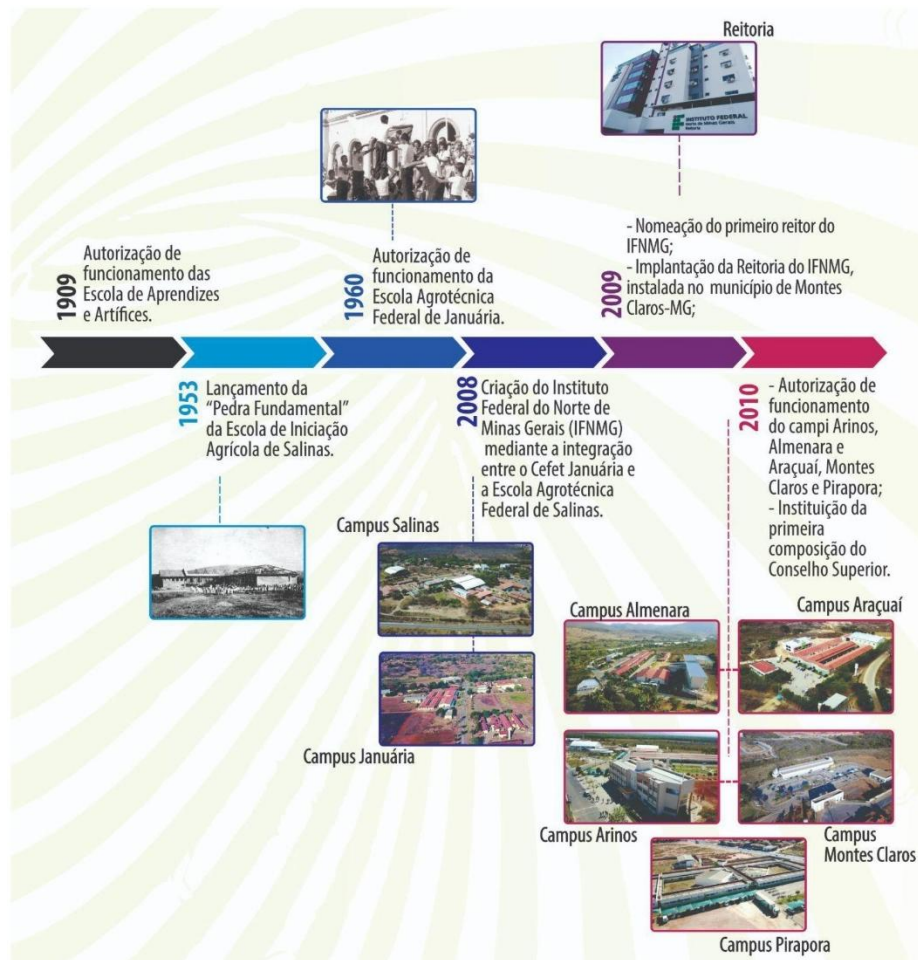 Reitoria
INSTITUTO FEDERAL
Norte de Minas Gerais
Reitoria
1909
Autorização de
funcionamento das
Escola de Aprendizes
e Artífices.
1960
Autorização de
funcionamento da
Escola Agrotécnica
Federal de Januária.
2009
- Nomeação do primeiro reitor do
IFNMG;
- Implantação da Reitoria do IFNMG,
instalada no município de Montes
Claros-MG;
1953
Lançamento da
“Pedra Fundamental”
da Escola de Iniciação
Agrícola de Salinas.
2008
Criação do Instituto
Federal do Norte de
Minas Gerais (IFNMG)
mediante a integração
entre o Cefet Januária e
a Escola Agrotécnica
Federal de Salinas.
2010
- Autorização de
funcionamento
do campi Arinos,
Almenara e
Araçuaí, Montes
Claros e Pirapora;
- Instituição da
primeira
composição do
Conselho Superior.
Campus Salinas
Campus Januária
Campus Almenara
Campus Araçuaí
Campus Arinos
Campus
Montes Claros
Campus Pirapora